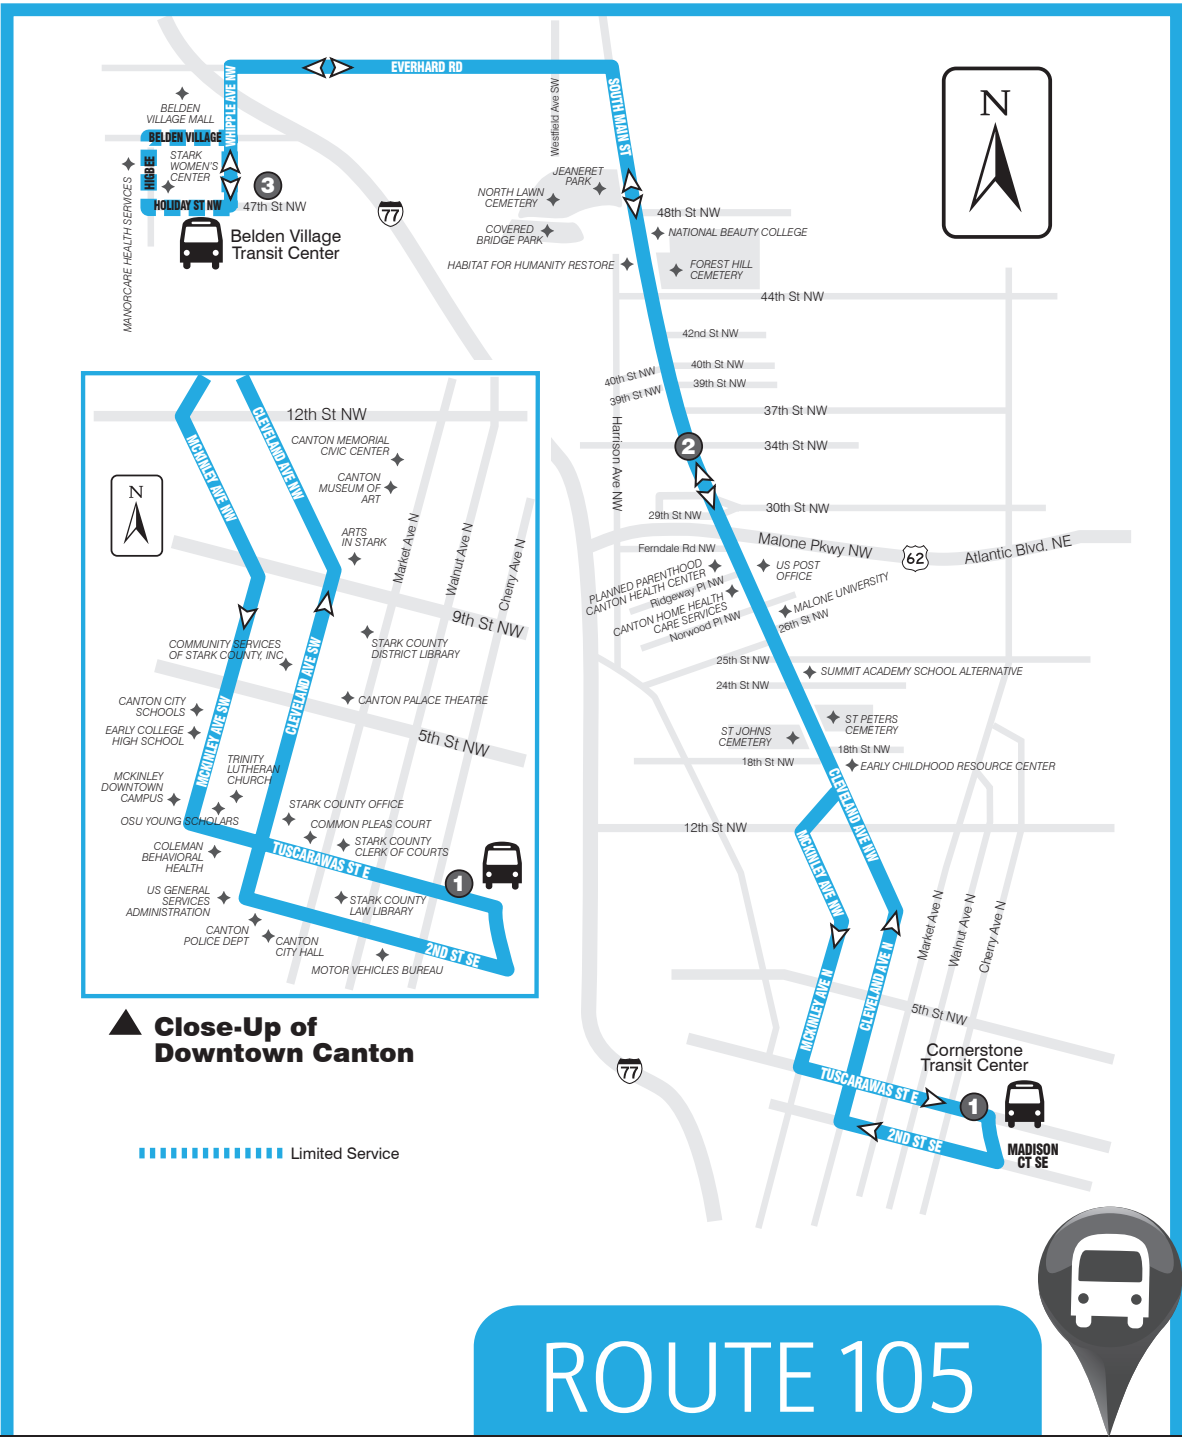 EVERHARD RD
WHIPPLE AVE NW
SOUTH MAIN ST
Westfield Ave SW
N
BELDEN
VILLAGE MALL
BELDEN VILLAGE
HIGBEE
STARK
WOMEN'S
CENTER
HOLIDAY ST NW
MANORCARE HEALTH SERVICES
3
47th St NW
Belden Village
Transit Center
77
JEANERET
PARK
NORTH LAWN
CEMETERY
COVERED
BRIDGE PARK
HABITAT FOR HUMANITY RESTORE
48th St NW
NATIONAL BEAUTY COLLEGE
FOREST HILL
CEMETERY
44th St NW
42nd St NW
40th St NW
40th St NW
39th St NW
39th St NW
37th St NW
Harrison Ave NW
2
34th St NW
30th St NW
29th St NW
Malone Pkwy NW
62
Atlantic Blvd. NE
Ferndale Rd NW
PLANNED PARENTHOOD
CANTON HEALTH CENTER
US POST
OFFICE
Ridgeway Pl NW
CANTON HOME HEALTH
CARE SERVICES
MALONE UNIVERSITY
Norwood Pl NW
26th St NW
25th St NW
SUMMIT ACADEMY SCHOOL ALTERNATIVE
24th St NW
ST PETERS
CEMETERY
ST JOHNS
CEMETERY
18th St NW
18th St NW
EARLY CHILDHOOD RESOURCE CENTER
CLEVELAND AVE NW
12th St NW
MCKINLEY AVE NW
MCKINLEY AVE N
CLEVELAND AVE N
Market Ave N
Walnut Ave N
Cherry Ave N
5th St NW
Cornerstone
Transit Center
77
TUSCARAWAS ST E
1
2ND ST SE
MADISON
CT SE
12th St NW
MCKINLEY AVE NW
CLEVELAND AVE NW
CANTON MEMORIAL
CIVIC CENTER
CANTON
MUSEUM OF
ART
N
ARTS
IN STARK
Market Ave N
Walnut Ave N
Cherry Ave N
9th St NW
COMMUNITY SERVICES
OF STARK COUNTY, INC
STARK COUNTY
DISTRICT LIBRARY
CLEVELAND AVE SW
MCKINLEY AVE SW
CANTON CITY
SCHOOLS
CANTON PALACE THEATRE
EARLY COLLEGE
HIGH SCHOOL
5th St NW
TRINITY
LUTHERAN
CHURCH
MCKINLEY
DOWNTOWN
CAMPUS
OSU YOUNG SCHOLARS
STARK COUNTY OFFICE
COMMON PLEAS COURT
STARK COUNTY
CLERK OF COURTS
COLEMAN
BEHAVIORAL
HEALTH
TUSCARAWAS ST E
1
US GENERAL
SERVICES
ADMINISTRATION
STARK COUNTY
LAW LIBRARY
CANTON
POLICE DEPT
CANTON
CITY HALL
2ND ST SE
MOTOR VEHICLES BUREAU
Close-Up of
Downtown Canton
Limited Service
ROUTE 105